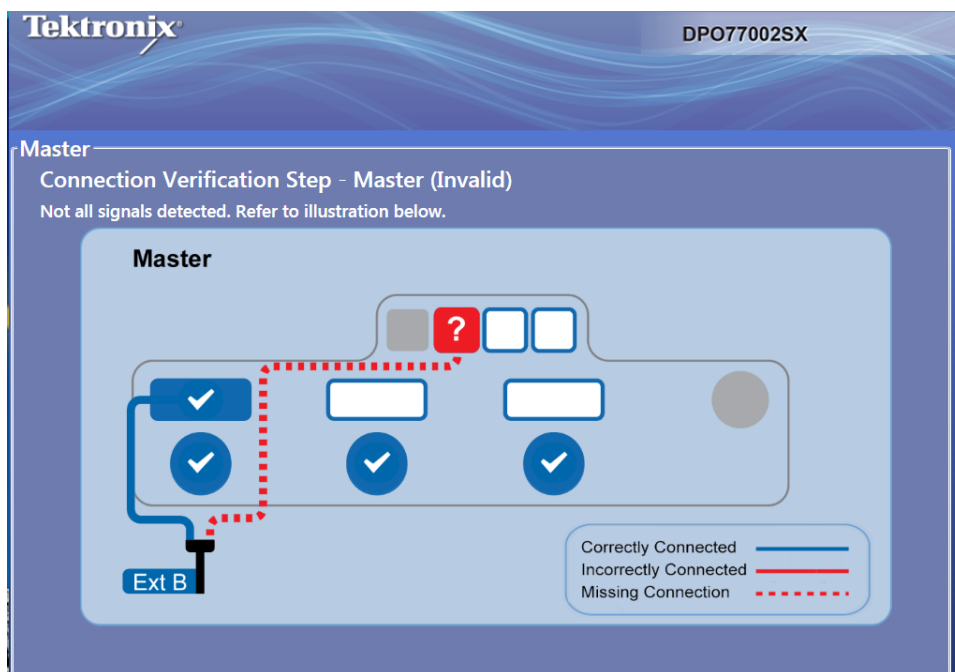 Tektronix
DPO77002SX
Master
Connection Verification Step - Master (Invalid)
Not all signals detected. Refer to illustration below.
Master
?
Ext B
Correctly Connected
Incorrectly Connected
Missing Connection